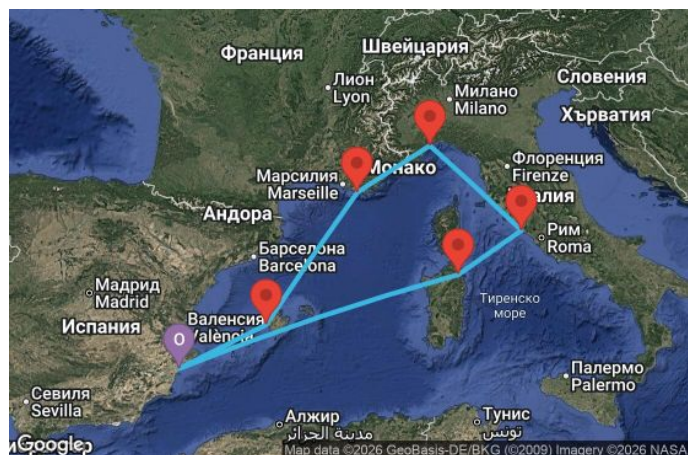 Франция
Швейцария
Словения
Лион
Lyon
Милано
Milano
Хърватия
Монако
Флоренция
Firenze
Марсилия
Marseille
Андора
Рим
Roma
Барселона
Barcelona
Мадрид
Madrid
Тиренско
море
Испания
Валенсия
València
O
Палермо
Palermo
Севиля
Sevilla
Алжир
مدينة الجزائر
Тунис
تونس
Google
Map data ©2026 GeoBasis-DE/BKG (©2009) Imagery ©2026 NASA